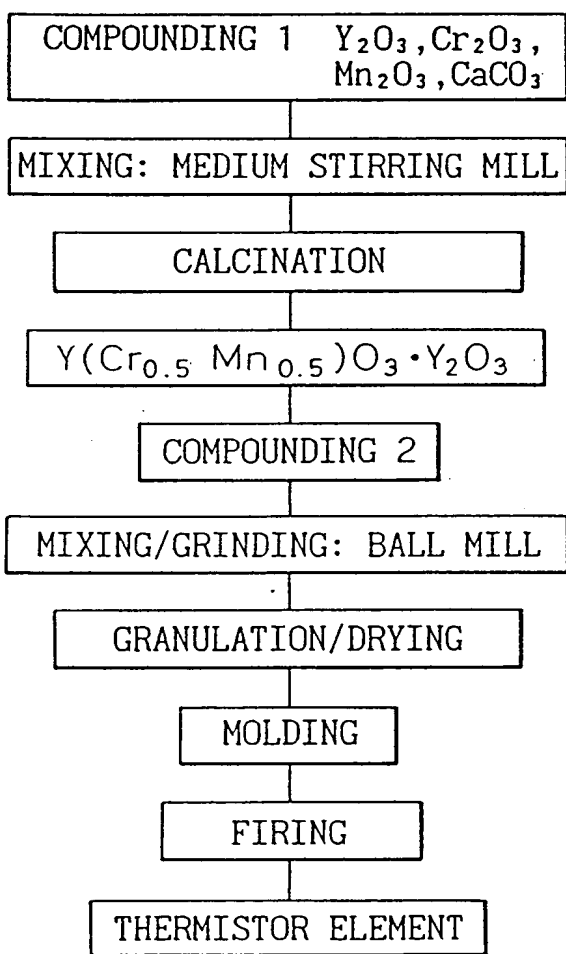 COMPOUNDING 1 Y₂O₃,Cr₂O₃,
Mn₂O₃,CaCO₃
MIXING: MEDIUM STIRRING MILL
CALCINATION
Y(Cr₀.₅ Mn₀.₅)O₃・Y₂O₃
COMPOUNDING 2
MIXING/GRINDING: BALL MILL
GRANULATION/DRYING
MOLDING
FIRING
THERMISTOR ELEMENT